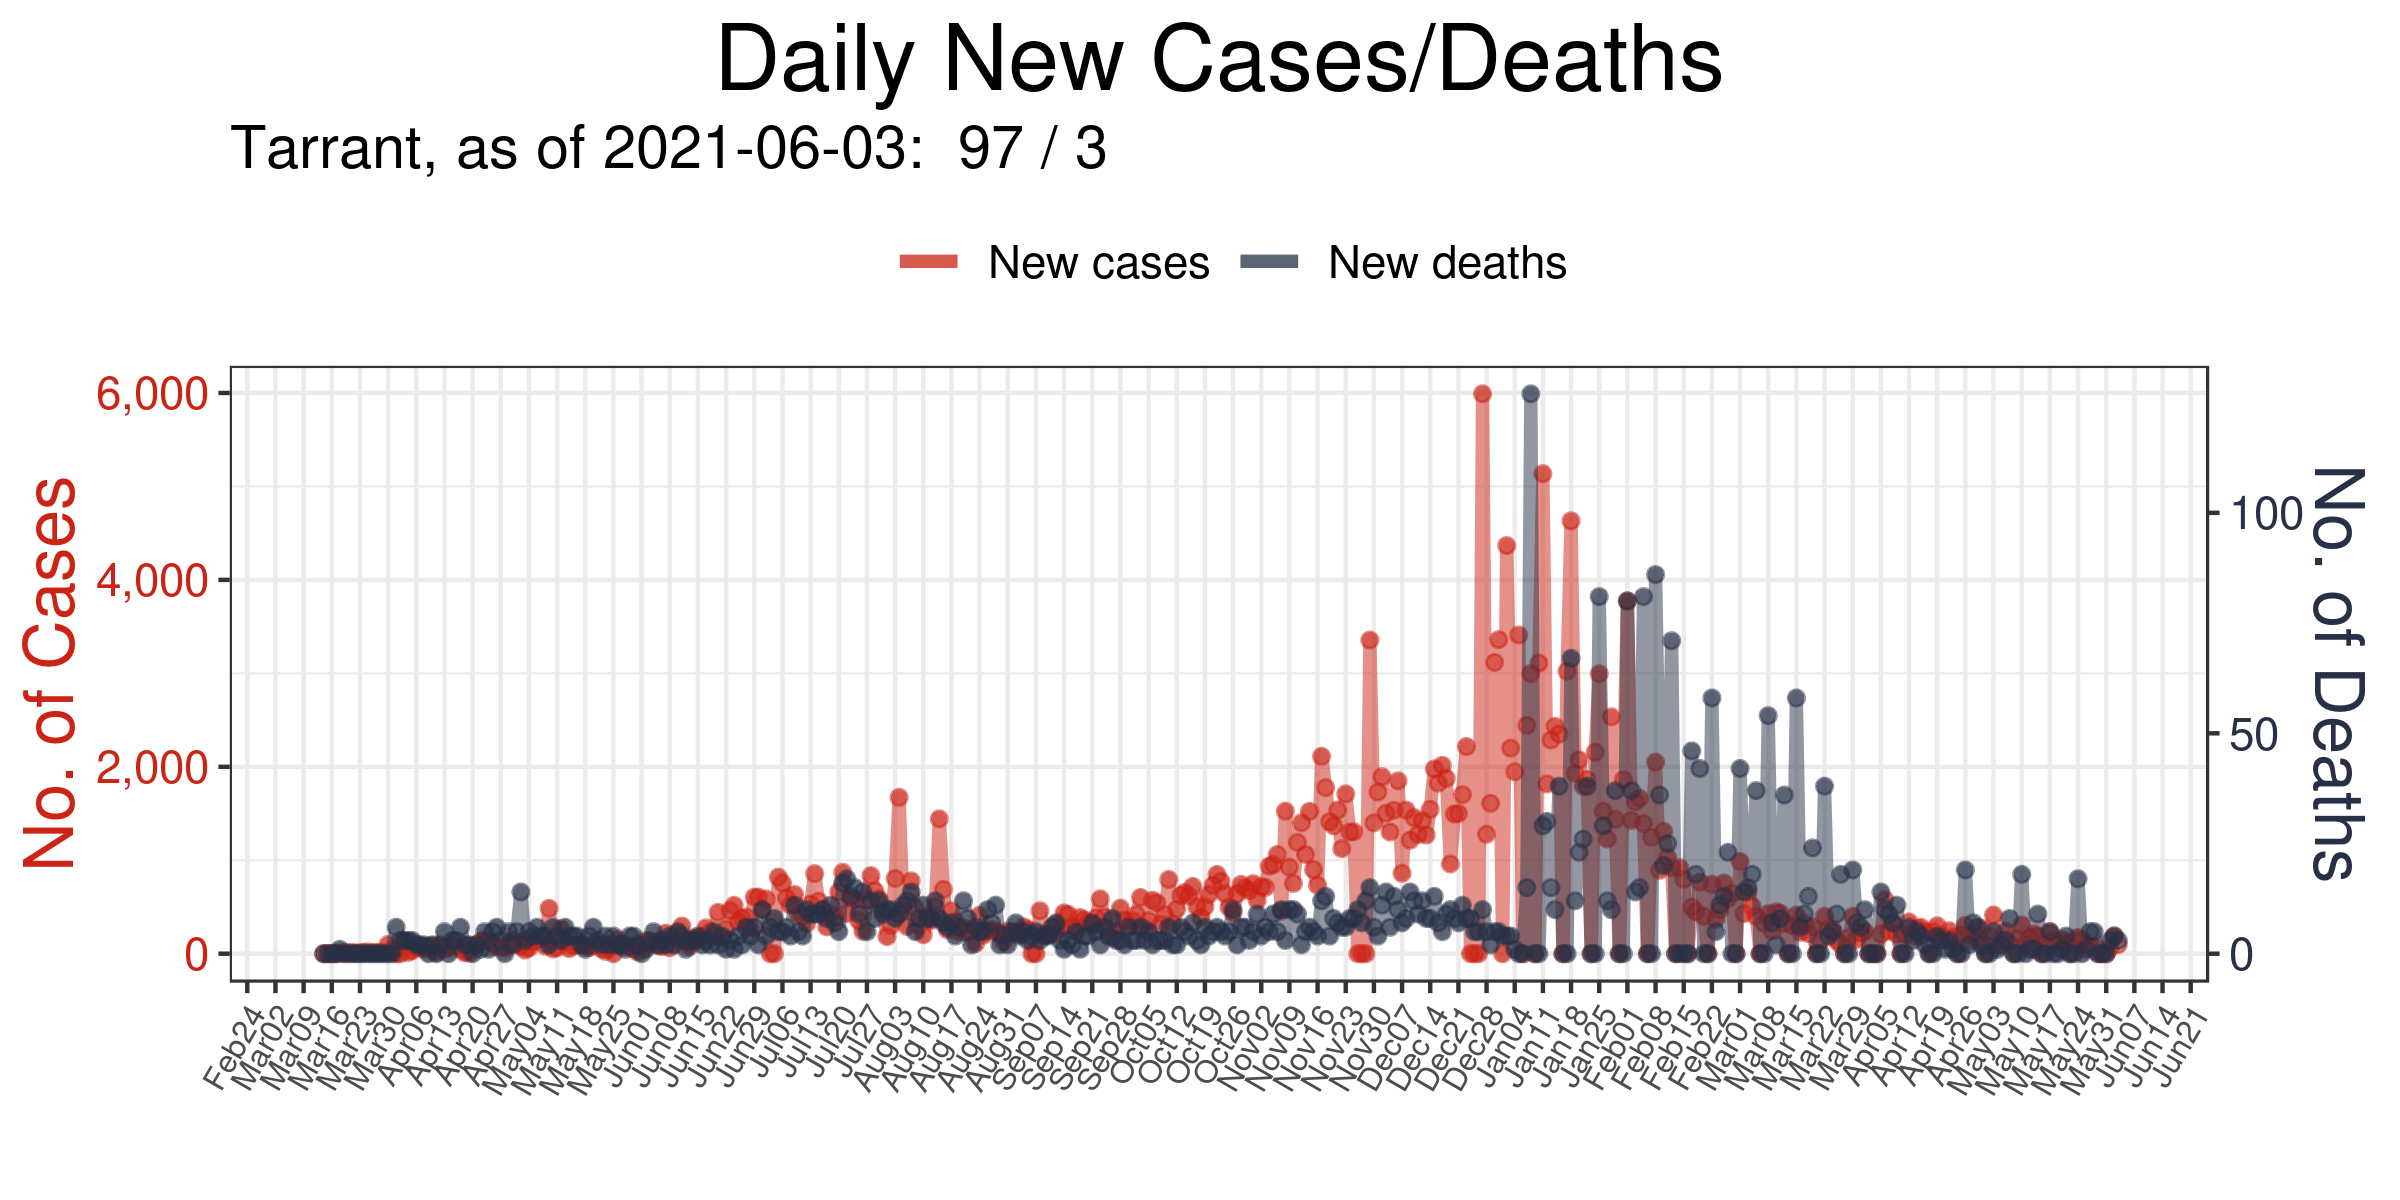 Daily New Cases/Deaths
Tarrant, as of 2021-06-03:  97 / 3
New cases New deaths
No. of Cases
6,000
4,000
2,000
0
100
50
0
No. of Deaths
Feb24 Mar02 Mar09 Mar16 Mar23 Mar30 Apr06 Apr13 Apr20 Apr27 May04 May11 May18 May25 Jun01 Jun08 Jun15 Jun22 Jun29 Jul06 Jul13 Jul20 Jul27 Aug03 Aug10 Aug17 Aug24 Aug31 Sep07 Sep14 Sep21 Sep28 Oct05 Oct12 Oct19 Oct26 Nov02 Nov09 Nov16 Nov23 Nov30 Dec07 Dec14 Dec21 Dec28 Jan04 Jan11 Jan18 Jan25 Feb01 Feb08 Feb15 Feb22 Mar01 Mar08 Mar15 Mar22 Mar29 Apr05 Apr12 Apr19 Apr26 May03 May10 May17 May24 May31 Jun07 Jun14 Jun21